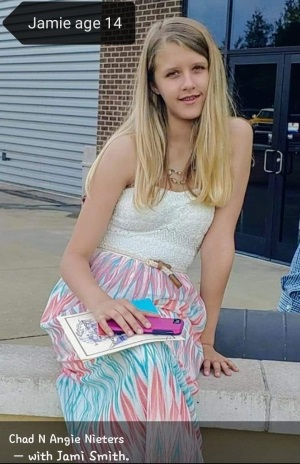 Jamie age 14
Chad N Angie Nieters
— with Jami Smith.